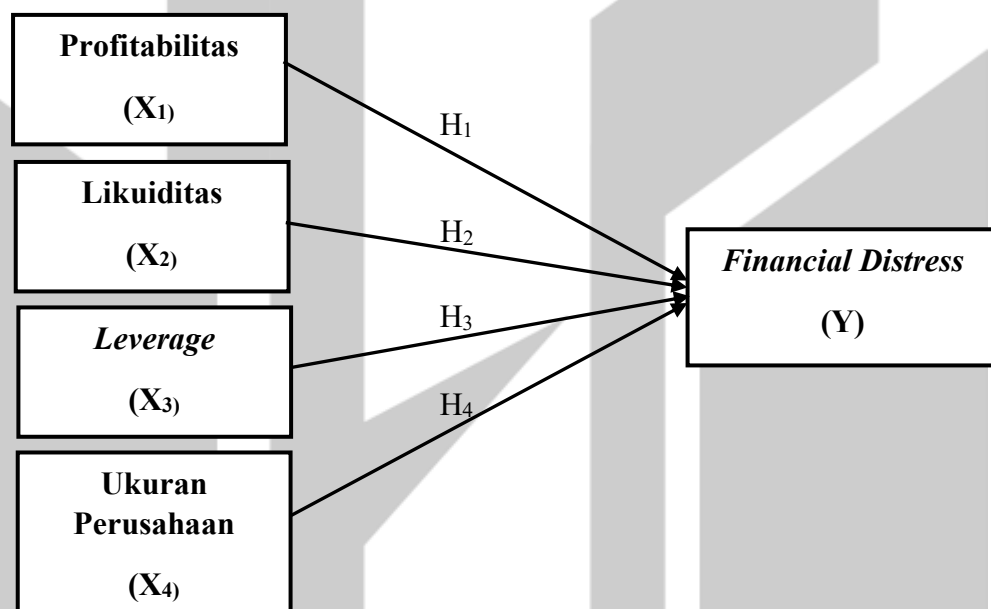 Profitabilitas
(X1)
H1
Likuiditas
(X2)
H2
Financial Distress
(Y)
Leverage
(X3)
H3
H4
Ukuran
Perusahaan
(X4)